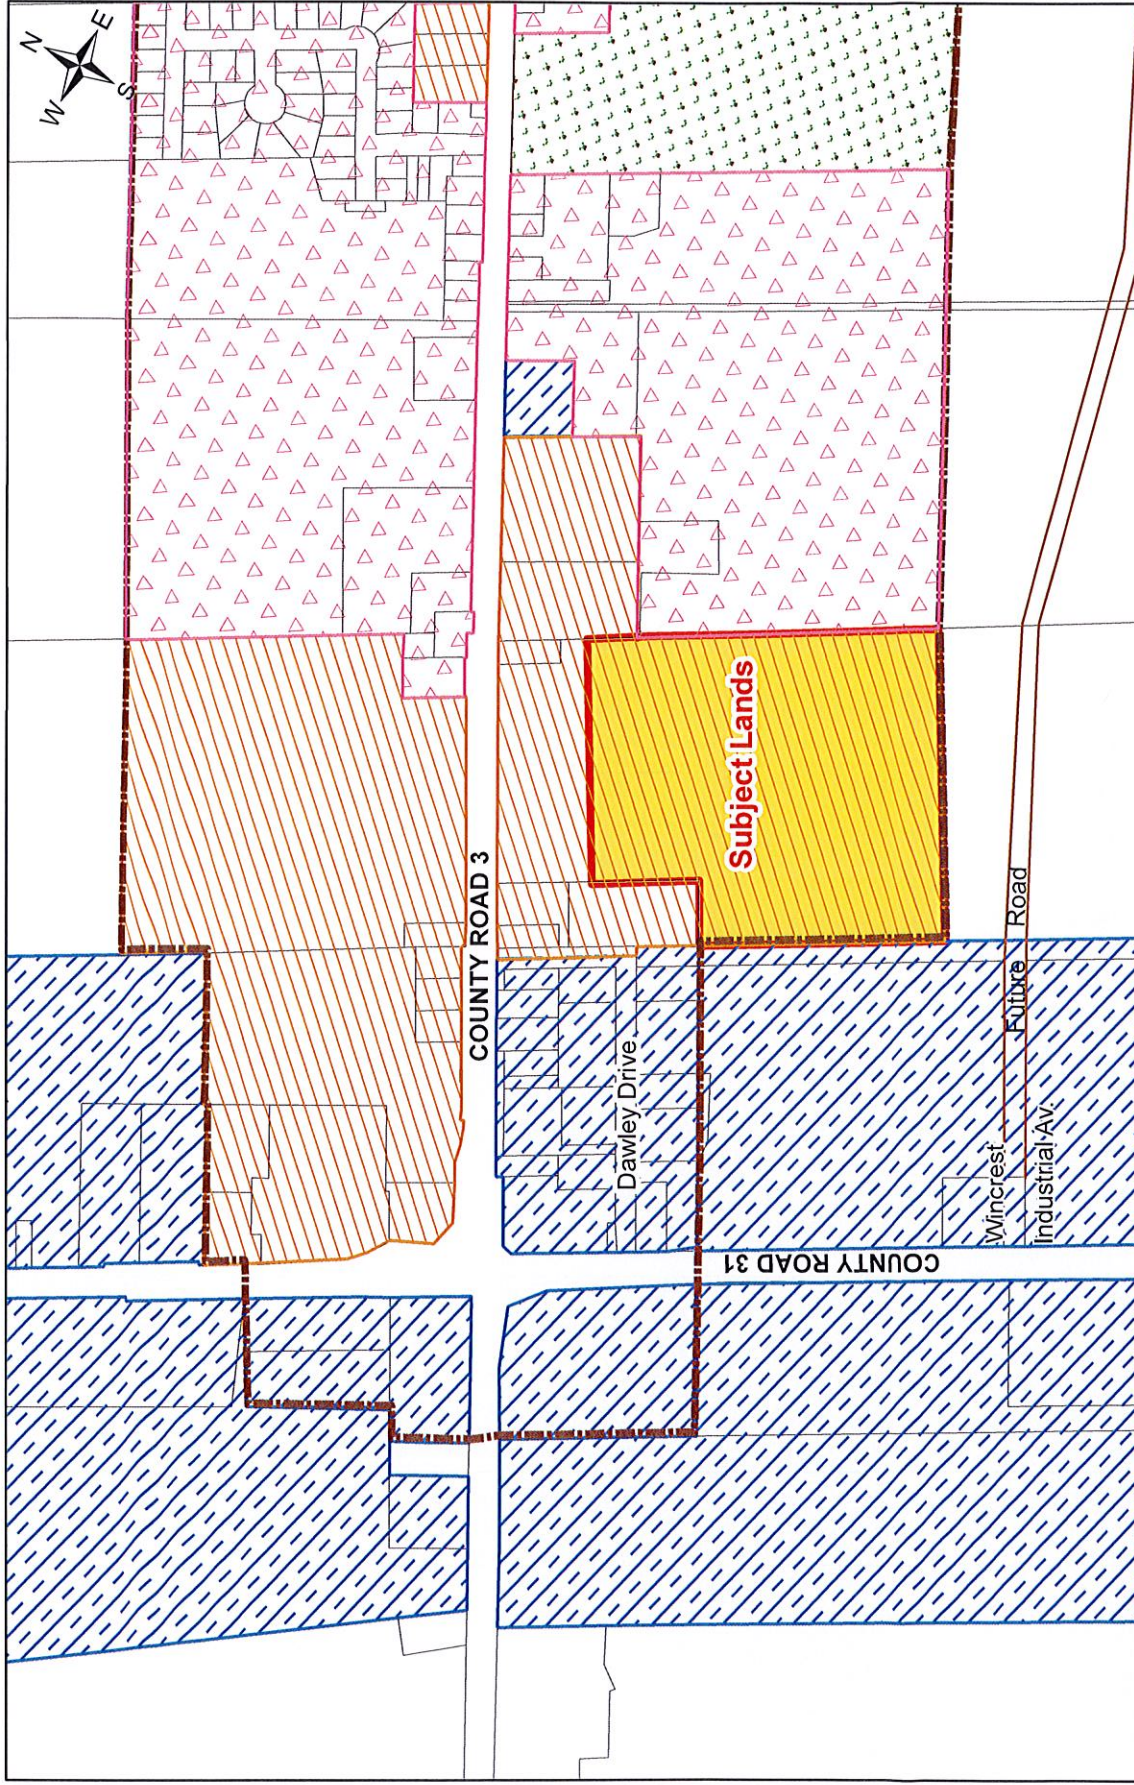 N
E
W
S
Subject Lands
COUNTY ROAD 3
Dawley Drive
Future Road
Wincrest
Industrial Av.
COUNTY ROAD 31